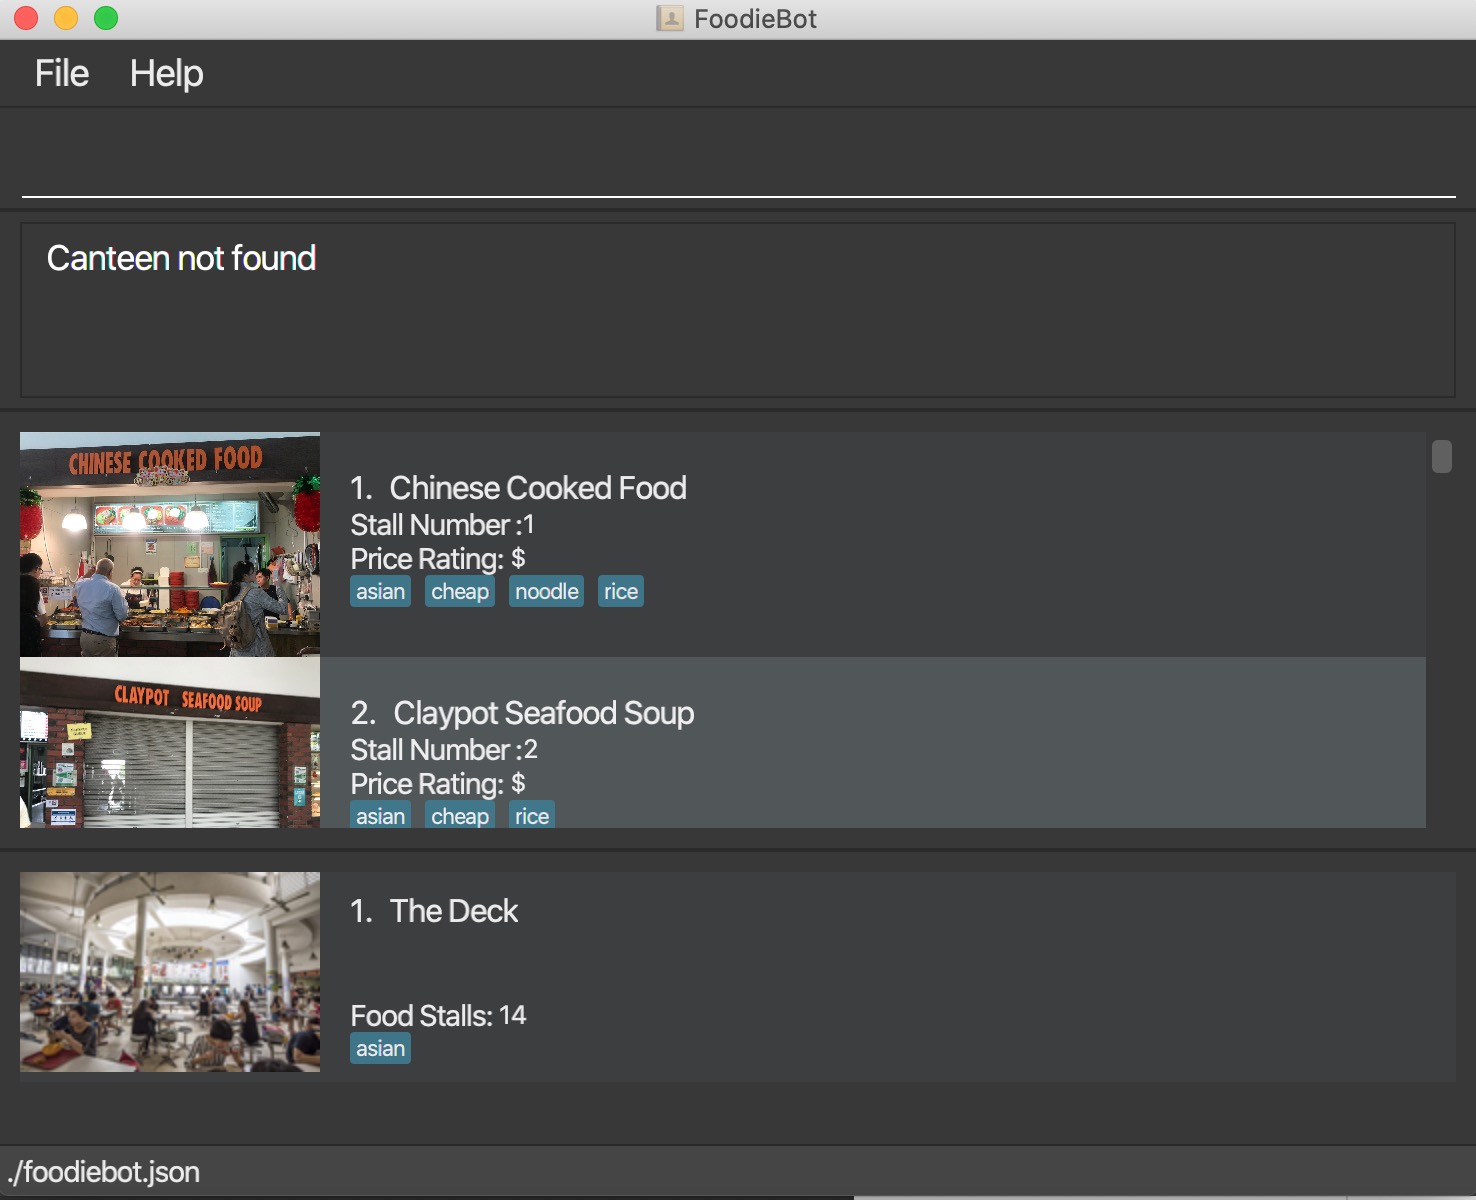 FoodieBot
File Help
Canteen not found
CHINESE COOKED FOOD
1. Chinese Cooked Food
Stall Number :1
Price Rating: $
asian cheap noodle rice
CLAYPOT SEAFOOD SOUP
2. Claypot Seafood Soup
Stall Number :2
Price Rating: $
asian cheap rice
1. The Deck
Food Stalls: 14
asian
./foodiebot.json